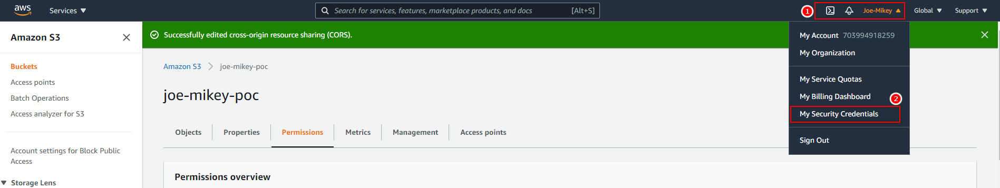 aws
Services
Search for services, features, marketplace products, and docs [Alt+S]
1
Joe-Mikey
Global
Support
Amazon S3
Successfully edited cross-origin resource sharing (CORS).
My Account 703994918259
My Organization
My Service Quotas
My Billing Dashboard
2
My Security Credentials
Sign Out
Buckets
Access points
Batch Operations
Access analyzer for S3
Account settings for Block Public
Access
Storage Lens
Amazon S3 > joe-mikey-poc
joe-mikey-poc
Objects
Properties
Permissions
Metrics
Management
Access points
Permissions overview